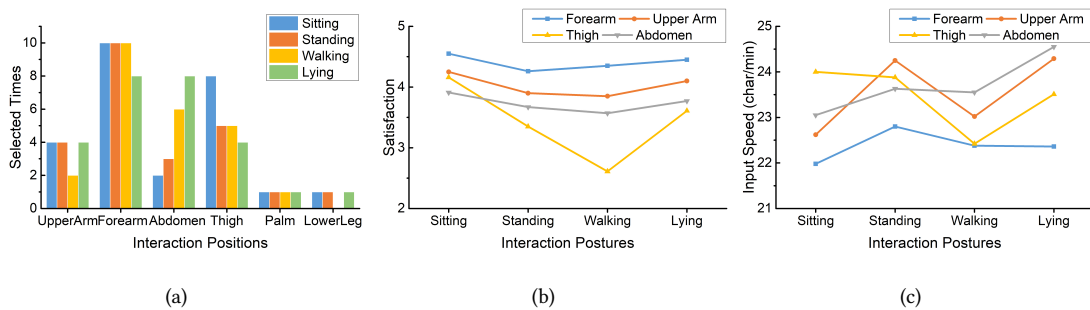 Sitting
Standing
Walking
Lying
10
8
6
4
2
0
Selected Times
UpperArm Forearm Abdomen Thigh Palm LowerLeg
Interaction Positions
(a)
Forearm Upper Arm
Thigh Abdomen
5
4
3
2
Satisfaction
Sitting Standing Walking Lying
Interaction Postures
(b)
Forearm Upper Arm
Thigh Abdomen
25
24
23
22
21
Input Speed (char/min)
Sitting Standing Walking Lying
Interaction Postures
(c)